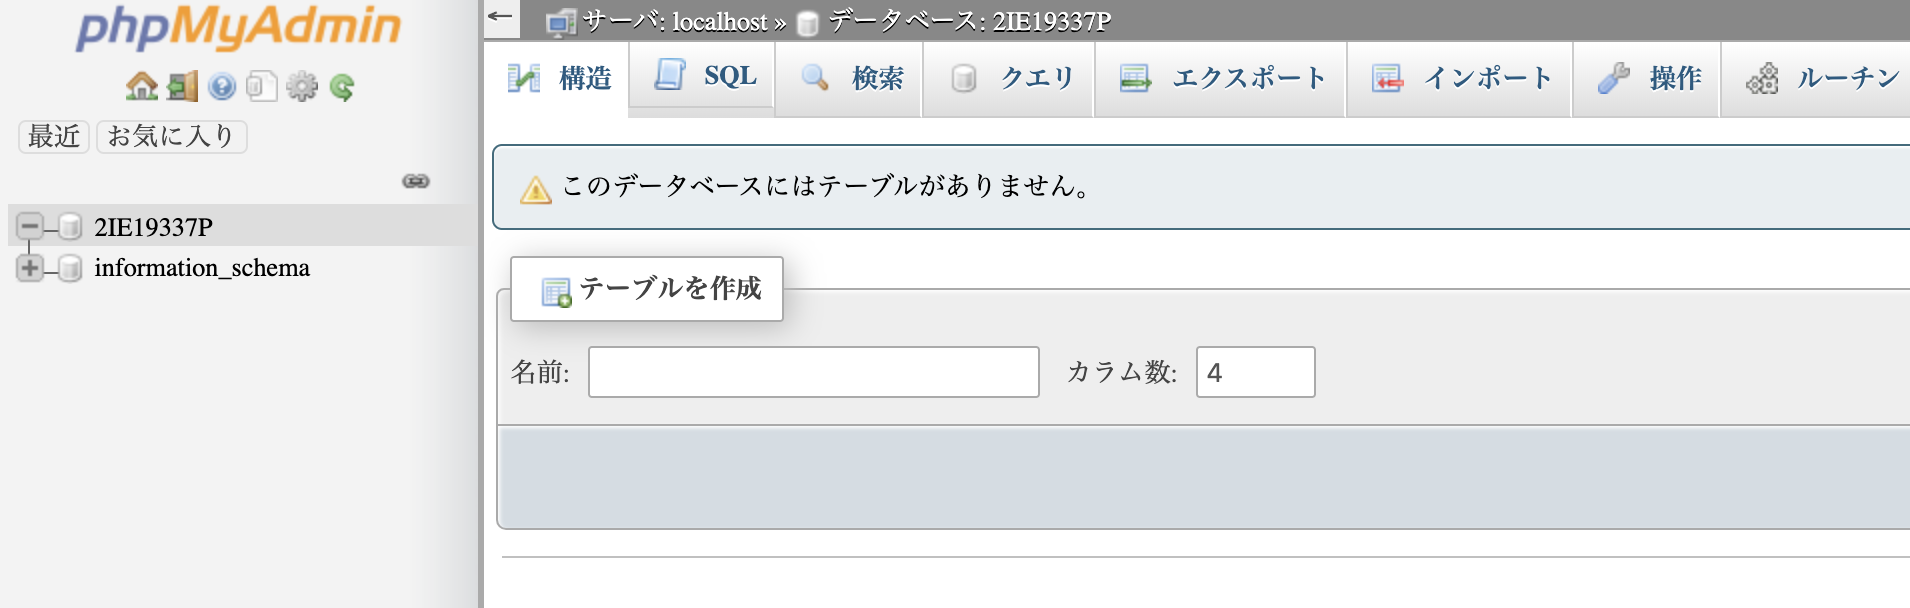 phpMyAdmin
最近 お気に入り
2IE19337P
information_schema
サーバ: localhost » データベース: 2IE19337P
構造 SQL 検索 クエリ エクスポート インポート 操作 ルーチン
このデータベースにはテーブルがありません。
テーブルを作成
名前: カラム数: 4